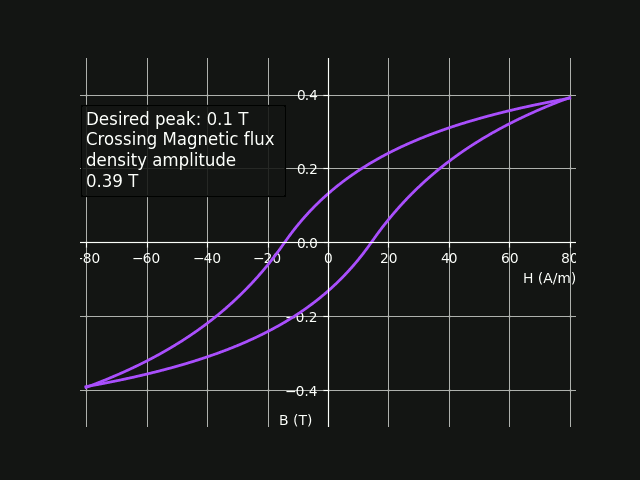 0.4
Desired peak: 0.1 T
Crossing Magnetic flux
density amplitude
0.39 T
0.2
0.0
-80 −60 −40 −20 0 20 40 60 80
H (A/m)
−0.2
−0.4
B (T)